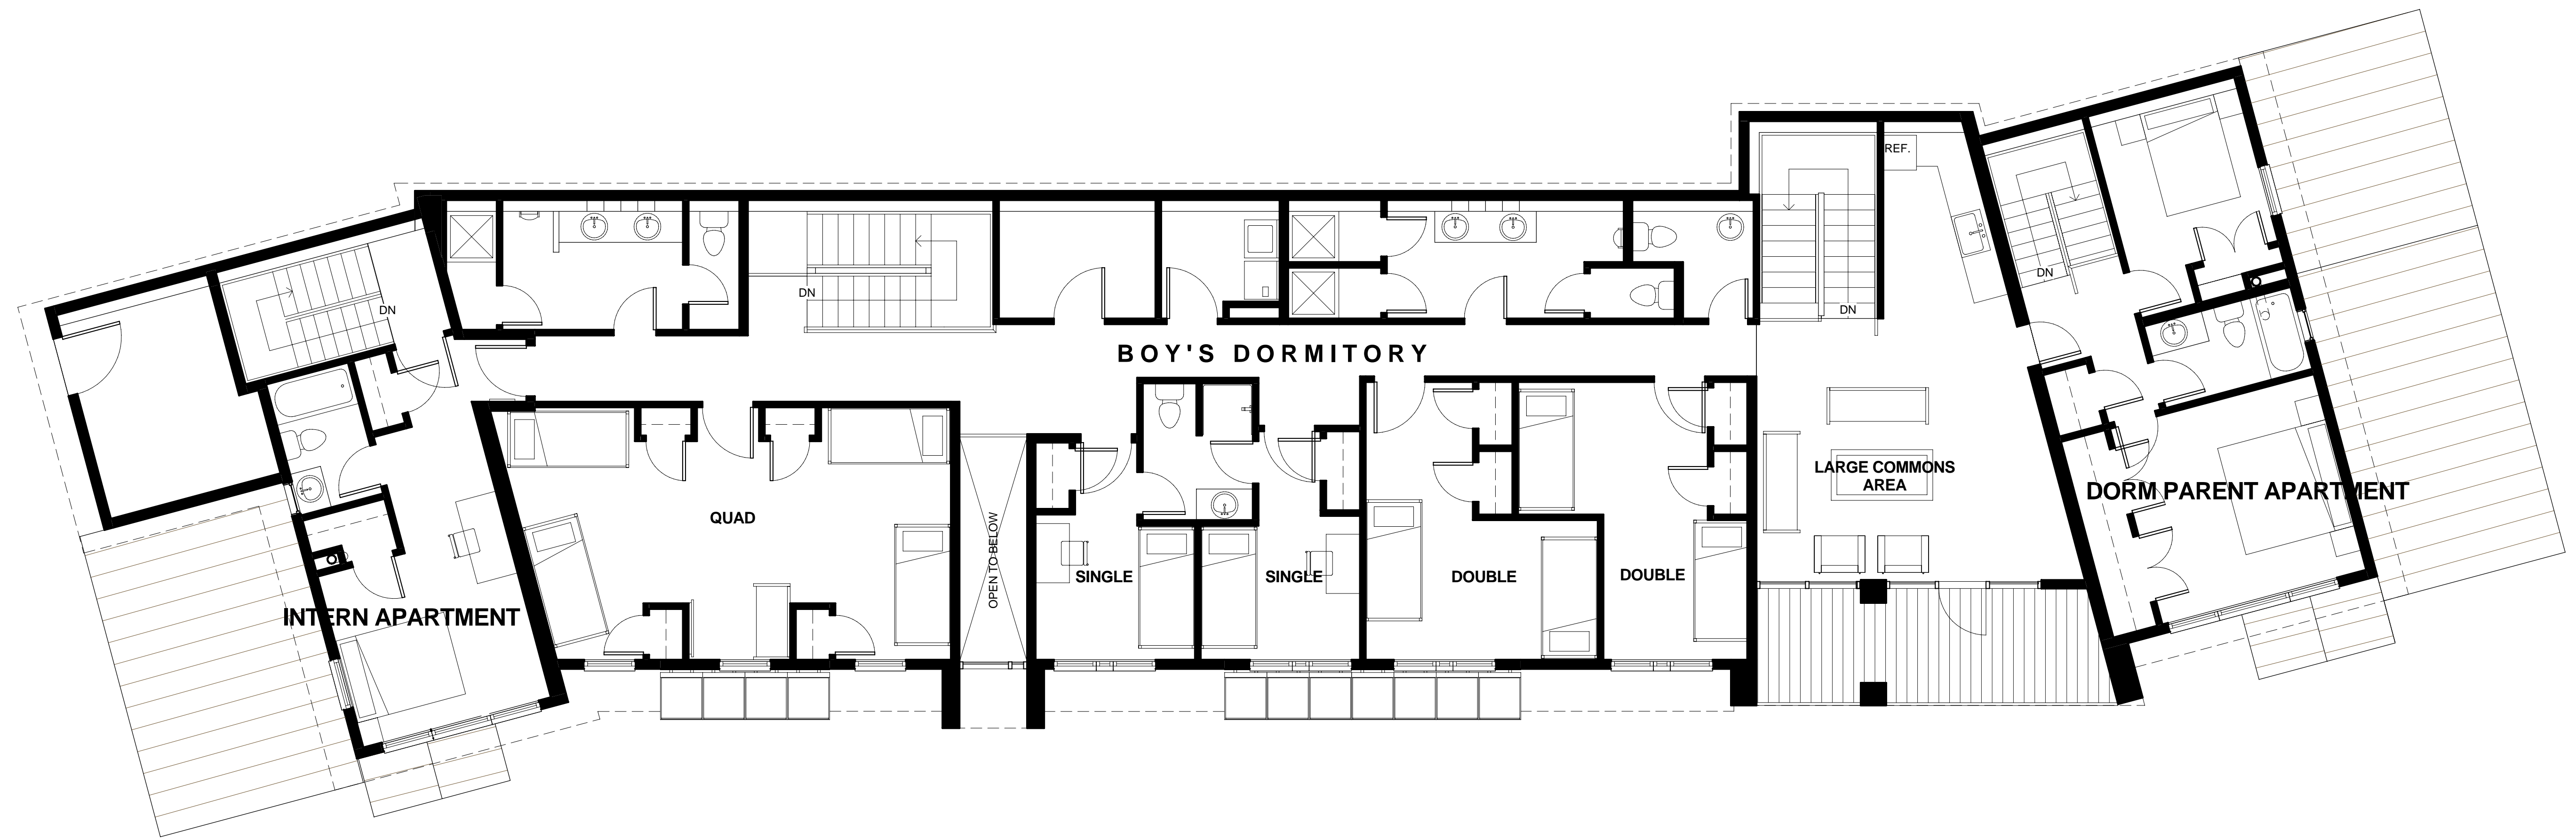 REF.
DN
DN
DN
DN
BOY'S DORMITORY
LARGE COMMONS
AREA
DORM PARENT APARTMENT
QUAD
OPEN TO BELOW
SINGLE
SINGLE
DOUBLE
DOUBLE
INTERN APARTMENT